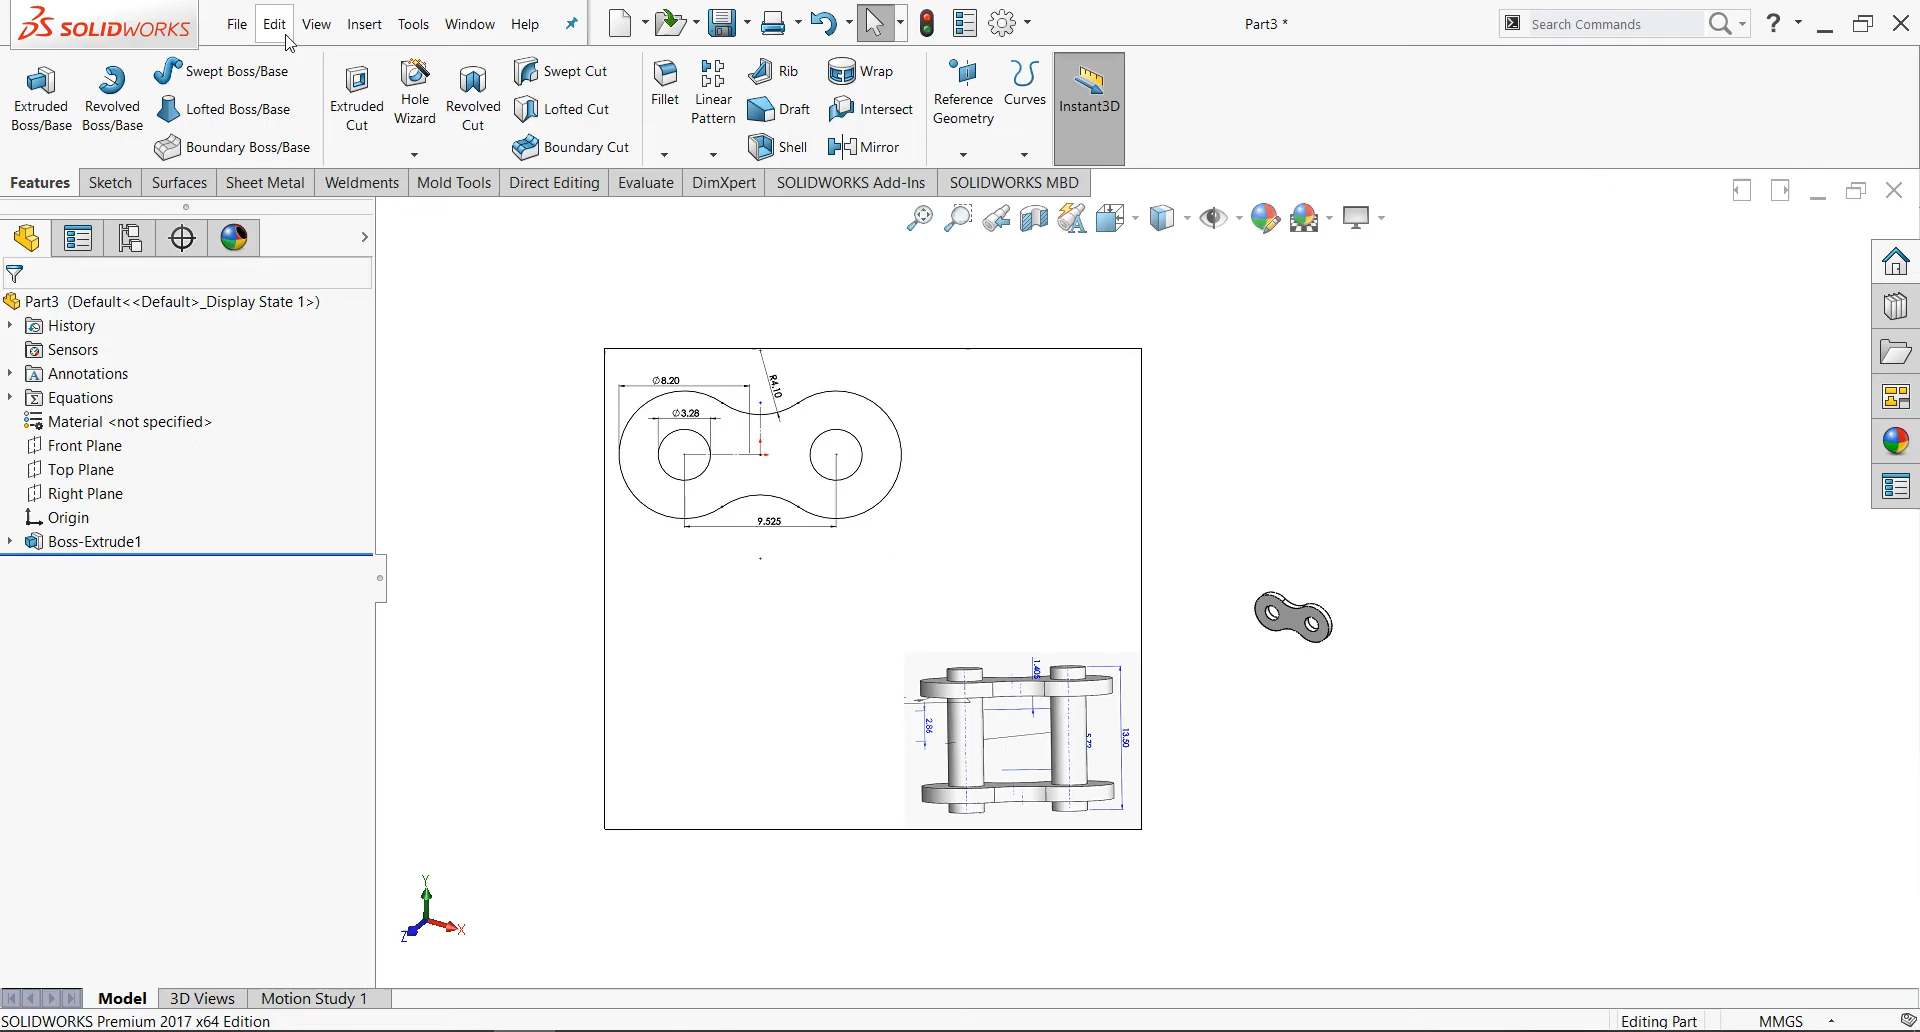 SOLIDWORKS
File Edit View Insert Tools Window Help
Part3 *
Search Commands
?
Extruded Boss/Base
Revolved Boss/Base
Swept Boss/Base
Lofted Boss/Base
Boundary Boss/Base
Extruded Cut
Hole Wizard
Revolved Cut
Swept Cut
Lofted Cut
Boundary Cut
Fillet
Linear Pattern
Rib
Draft
Shell
Wrap
Intersect
Mirror
Reference Geometry
Curves
Instant3D
Features Sketch Surfaces Sheet Metal Weldments Mold Tools Direct Editing Evaluate DimXpert SOLIDWORKS Add-Ins SOLIDWORKS MBD
Part3 (Default<<Default>_Display State 1>)
History
Sensors
A Annotations
Equations
Material <not specified>
Front Plane
Top Plane
Right Plane
Origin
Boss-Extrude1
Ø8.20
R4.10
Ø3.28
9.525
1.405
2.86
5.72
13.50
Y
X
Z
Model 3D Views Motion Study 1
SOLIDWORKS Premium 2017 x64 Edition
Editing Part
MMGS